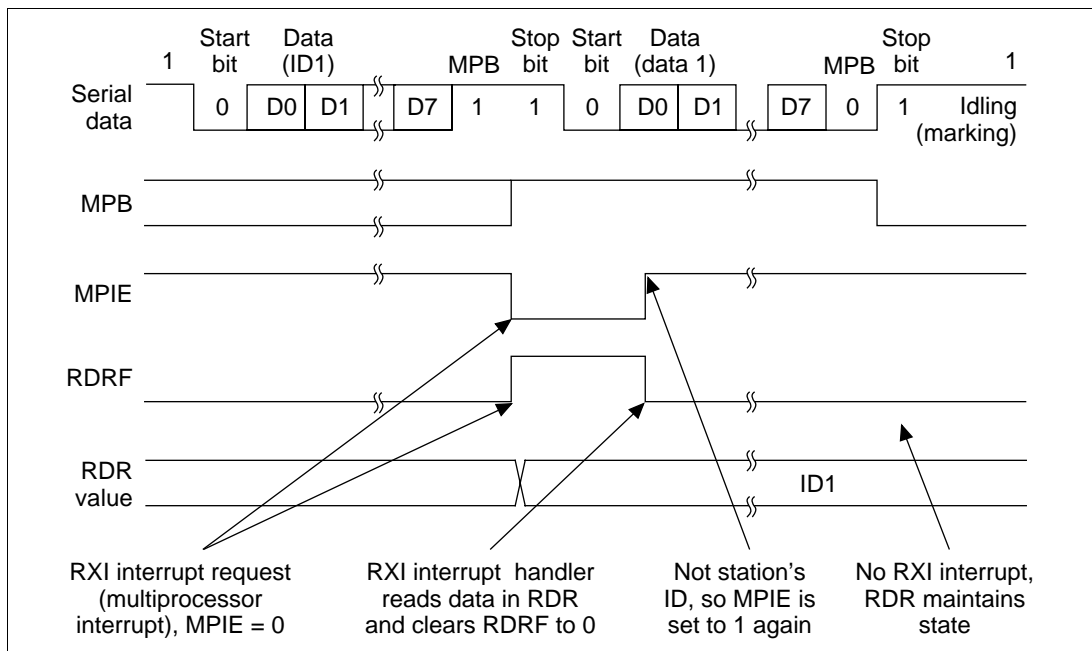 1 Start bit Data (ID1) MPB Stop bit Start bit Data (data 1) MPB Stop bit 1
Serial data 0 D0 D1 D7 1 1 0 D0 D1 D7 0 1 Idling (marking)
MPB
MPIE
RDRF
RDR value ID1
RXI interrupt request
(multiprocessor
interrupt), MPIE = 0
RXI interrupt handler
reads data in RDR
and clears RDRF to 0
Not station's
ID, so MPIE is
set to 1 again
No RXI interrupt,
RDR maintains
state